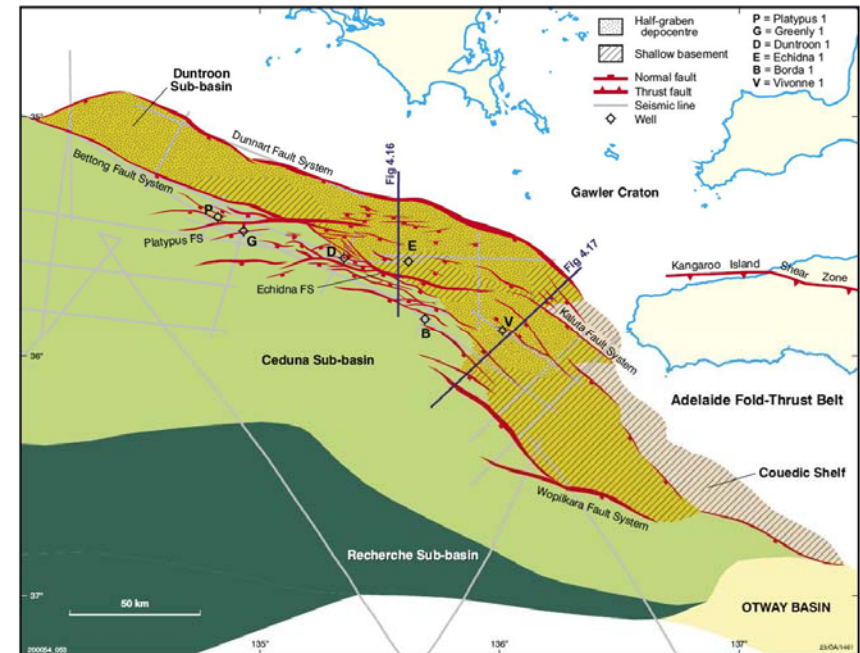 Half-graben
depocentre
Shallow basement
Normal fault
Thrust fault
Seismic line
Well
P = Platypus 1
G = Greenly 1
D = Duntroon 1
E = Echidna 1
B = Borda 1
V = Vivonne 1
Duntroon
Sub-basin
35°
Dunnart Fault System
Fig 4.16
Bettong Fault System
Gawler Craton
P
G
Platypus FS
D
E
Echidna FS
Fig 4.17
Kangaroo Island Shear Zone
B
V
Kaluta Fault System
36°
Ceduna Sub-basin
Adelaide Fold-Thrust Belt
Couedic Shelf
Wopilkara Fault System
Recherche Sub-basin
37°
50 km
OTWAY BASIN
200054_053
135°
136°
137°
23/OA/1461